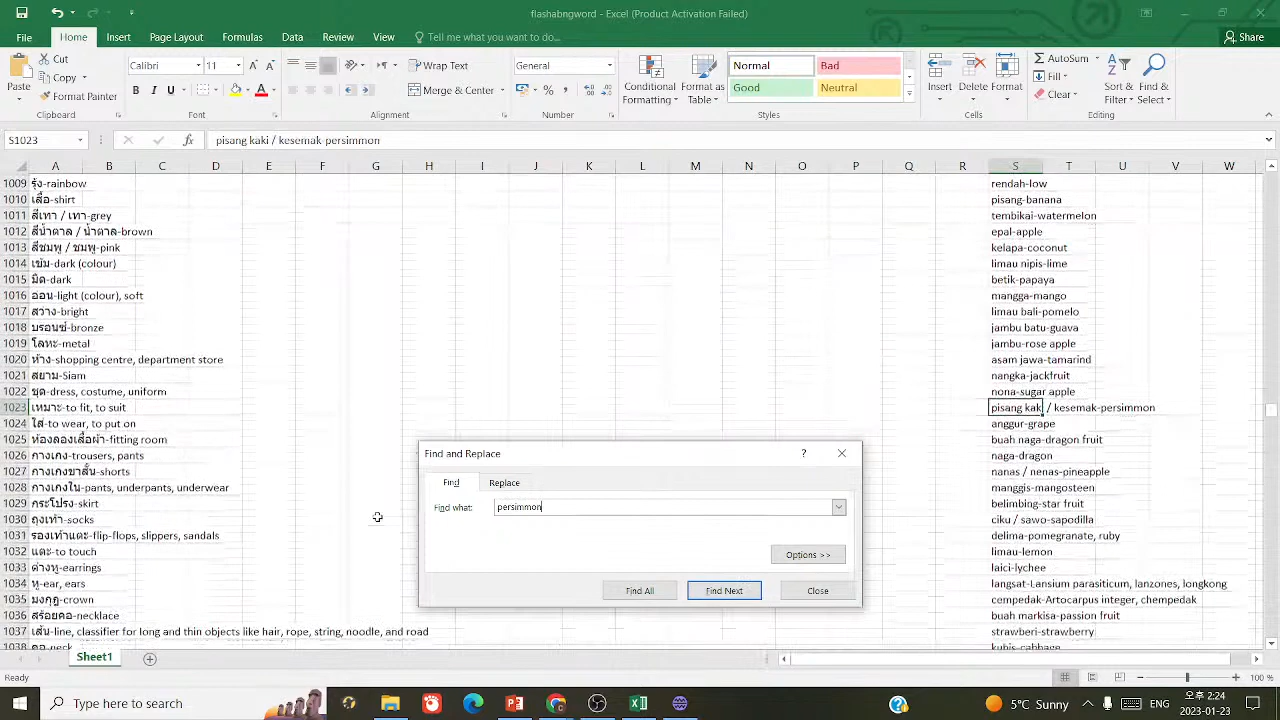 flashabngword - Excel (Product Activation Failed)
File Home Insert Page Layout Formulas Data Review View Tell me what you want to do... Share
Paste Cut Copy Format Painter Clipboard
Calibri 11 B I U Font
Wrap Text Merge & Center Alignment
General % Number
Conditional Formatting Format as Table Normal Bad Good Neutral Styles
Insert Delete Format Cells
AutoSum Fill Clear Sort & Filter Find & Select Editing
S1023 fx pisang kaki / kesemak-persimmon
A B C D E F G H I J K L M N O P Q R S T U V W
1009 รุ้ง-rainbow rendah-low
1010 เสื้อ-shirt pisang-banana
1011 สีเทา / เทา-grey tembikai-watermelon
1012 สีน้ำตาล / น้ำตาล-brown epal-apple
1013 สีชมพู / ชมพู-pink kelapa-coconut
1014 เข้ม-dark (colour) limau nipis-lime
1015 มืด-dark betik-papaya
1016 อ่อน-light (colour), soft mangga-mango
1017 สว่าง-bright limau bali-pomelo
1018 บรอนซ์-bronze jambu batu-guava
1019 โลหะ-metal jambu-rose apple
1020 ห้าง-shopping centre, department store asam jawa-tamarind
1021 สยาม-Siam nangka-jackfruit
1022 ชุด-dress, costume, uniform nona-sugar apple
1023 เหมาะ-to fit, to suit pisang kaki / kesemak-persimmon
1024 ใส่-to wear, to put on anggur-grape
1025 ห้องลองเสื้อผ้า-fitting room buah naga-dragon fruit
1026 กางเกง-trousers, pants naga-dragon
1027 กางเกงขาสั้น-shorts nanas / nenas-pineapple
1028 กางเกงใน-pants, underpants, underwear manggis-mangosteen
1029 กระโปรง-skirt belimbing-star fruit
1030 ถุงเท้า-socks ciku / sawo-sapodilla
1031 รองเท้าแตะ-flip-flops, slippers, sandals delima-pomegranate, ruby
1032 แตะ-to touch limau-lemon
1033 ต่างหู-earrings laici-lychee
1034 หู-ear, ears langsat-Lansium parasiticum, lanzones, longkong
1035 มงกุฎ-crown cempedak-Artocarpus integer, chempedak
1036 สร้อยคอ-necklace buah markisa-passion fruit
1037 เส้น-line, classifier for long and thin objects like hair, rope, string, noodle, and road strawberi-strawberry
1038 คอ-neck kubis-cabbage
Find and Replace ?
Find Replace
Find what: persimmon
Options >>
Find All Find Next Close
Sheet1
Ready 100 %
Type here to search 5°C Sunny 오후 2:24
2023-01-23